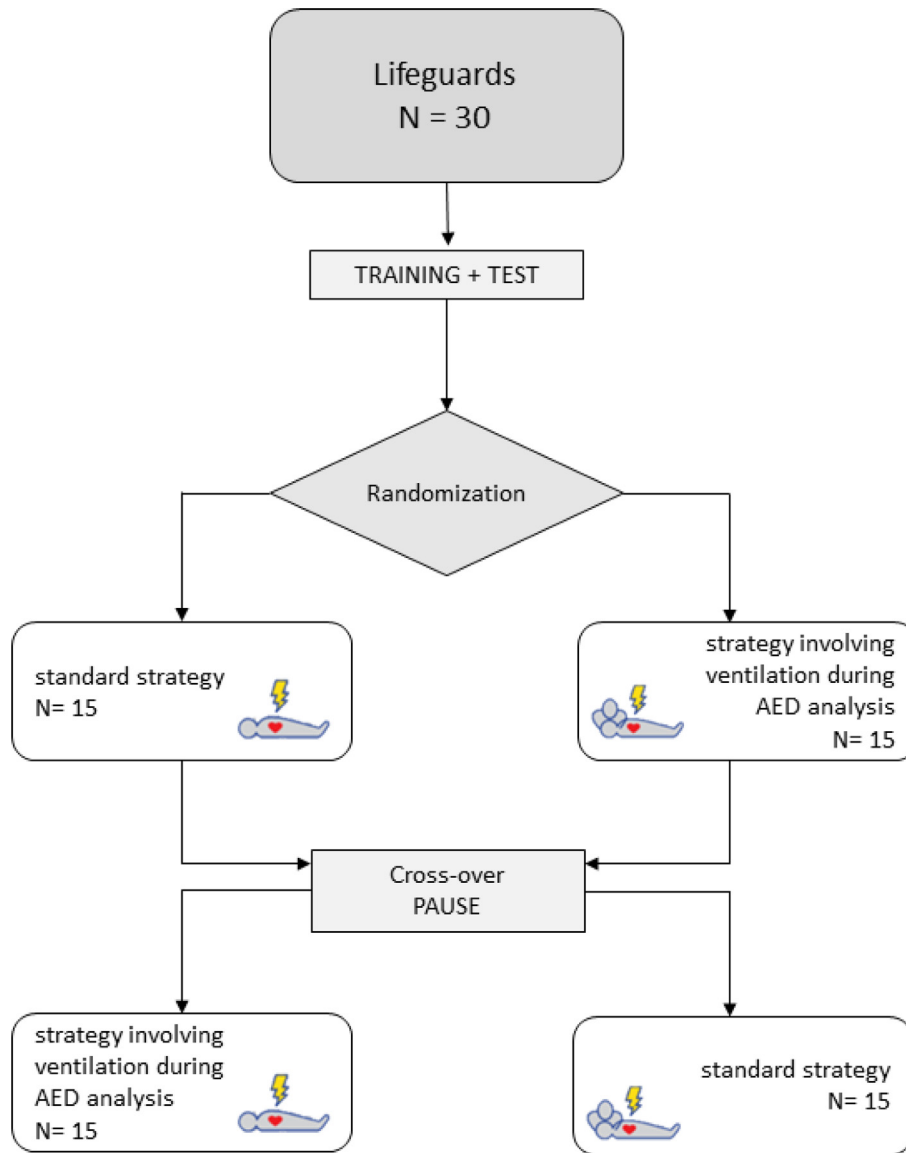 Lifeguards
N = 30
TRAINING + TEST
Randomization
standard strategy
N= 15
strategy involving
ventilation during
AED analysis
N= 15
Cross-over
PAUSE
strategy involving
ventilation during
AED analysis
N= 15
standard strategy
N= 15